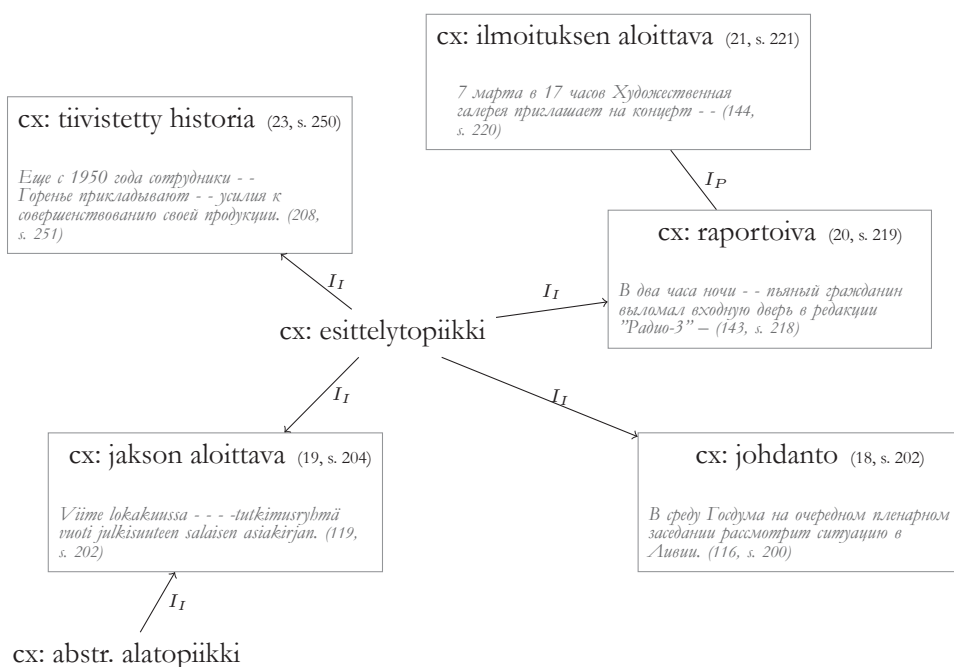 cx: ilmoituksen aloittava (21, s. 221)
7 марта в 17 часов Художественная
галерея приглашает на концерт - - (144,
s. 220)
cx: tiivistetty historia (23, s. 250)
Еще с 1950 года сотрудники - -
Горенье прикладывают - - усилия к
совершенствованию своей продукции. (208,
s. 251)
I_P
cx: raportoiva (20, s. 219)
В два часа ночи - - пьяный гражданин
выломал входную дверь в редакции
”Радио-3” – (143, s. 218)
I_I
I_I
cx: esittelytopiikki
I_I
I_I
cx: jakson aloittava (19, s. 204)
Viime lokakuussa - - - -tutkimusryhmä
vuoti julkisuuteen salaisen asiakirjan. (119,
s. 202)
cx: johdanto (18, s. 202)
В среду Госдума на очередном пленарном
заседании рассмотрит ситуацию в
Ливии. (116, s. 200)
I_I
cx: abstr. alatopiikki